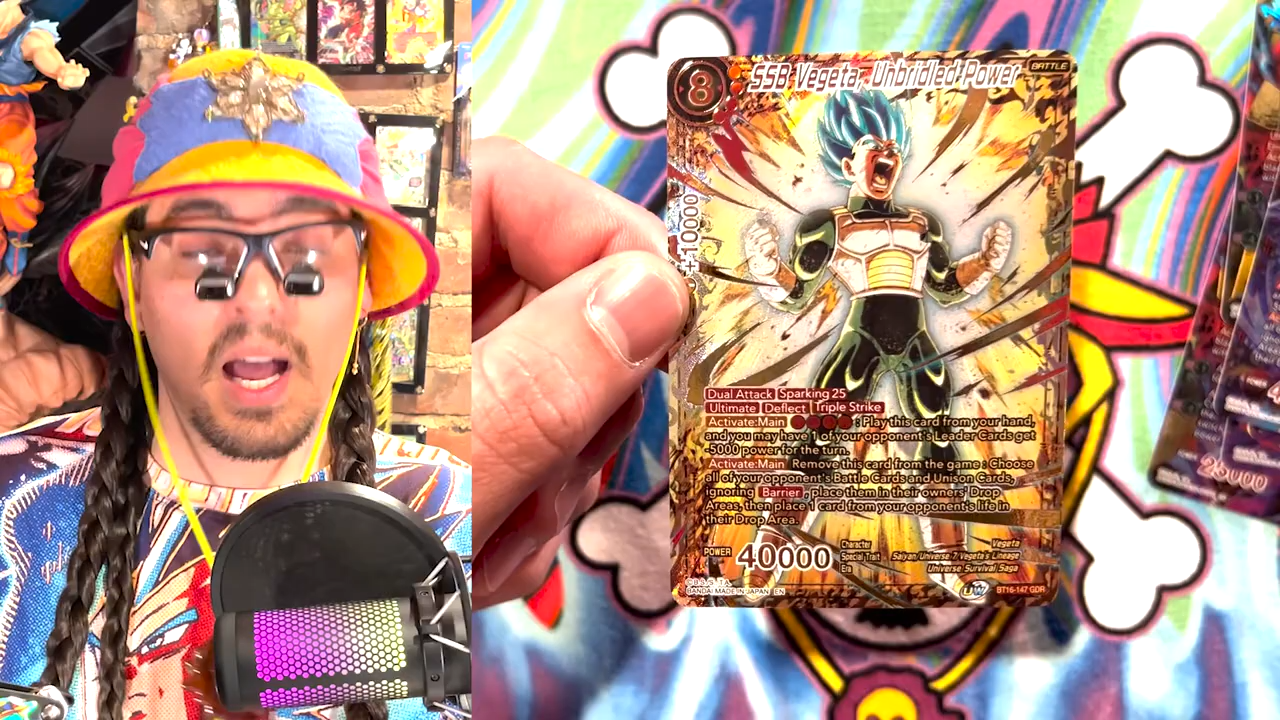 8
SSB Vegeta, Unbridled Power
BATTLE
+10000
Dual Attack Sparking 25
Ultimate Deflect Triple Strike
Activate:Main : Play this card from your hand,
and you may have 1 of your opponent's Leader Cards get
-5000 power for the turn.
Activate:Main Remove this card from the game : Choose
all of your opponent's Battle Cards and Unison Cards,
ignoring Barrier, place them in their owners' Drop
Areas, then place 1 card from your opponent's life in
their Drop Area.
POWER 40000
Character Vegeta
Special Trait Saiyan/Universe 7/Vegeta's Lineage
Era Universe Survival Saga
BANDAI MADE IN JAPAN EN
UW
BT16-147 GDR